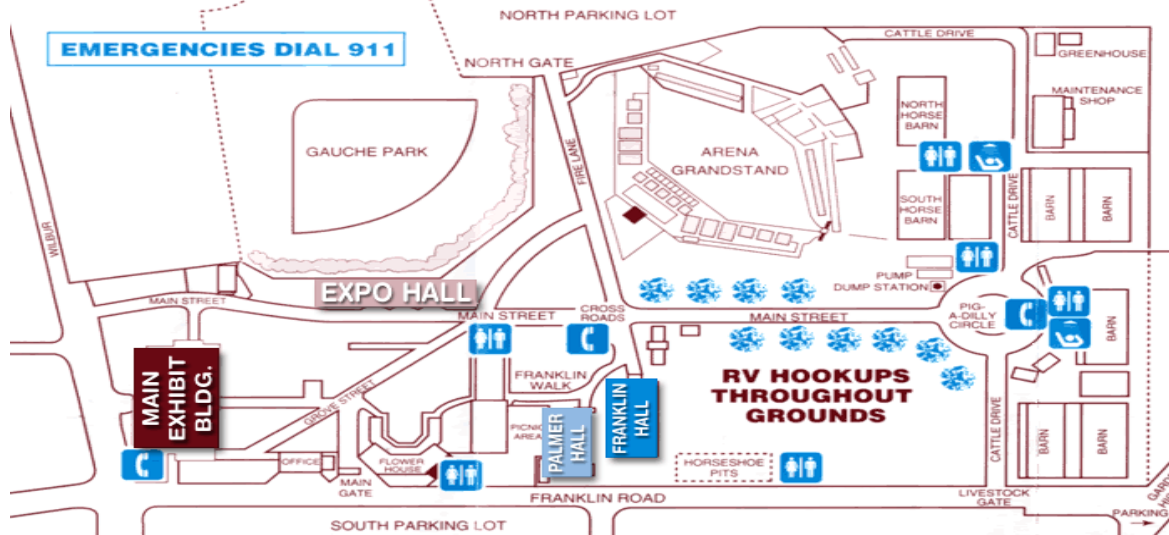 NORTH PARKING LOT
EMERGENCIES DIAL 911
CATTLE DRIVE
GREENHOUSE
NORTH GATE
MAINTENANCE
SHOP
NORTH
HORSE
BARN
GAUCHE PARK
FIRE LANE
ARENA
GRANDSTAND
SOUTH
HORSE
BARN
CATTLE DRIVE
BARN
BARN
WILBUR
PUMP
DUMP STATION
EXPO HALL
MAIN STREET
MAIN STREET
CROSS
ROADS
MAIN STREET
PIG-
A-DILLY
CIRCLE
BARN
MAIN
EXHIBIT
BLDG.
FRANKLIN
WALK
RV HOOKUPS
THROUGHOUT
GROUNDS
GROVE STREET
PICNIC
AREA
PALMER
HALL
FRANKLIN
HALL
CATTLE DRIVE
BARN
BARN
OFFICE
FLOWER
HOUSE
HORSESHOE
PITS
MAIN
GATE
FRANKLIN ROAD
LIVESTOCK
GATE
PARKING
SOUTH PARKING LOT